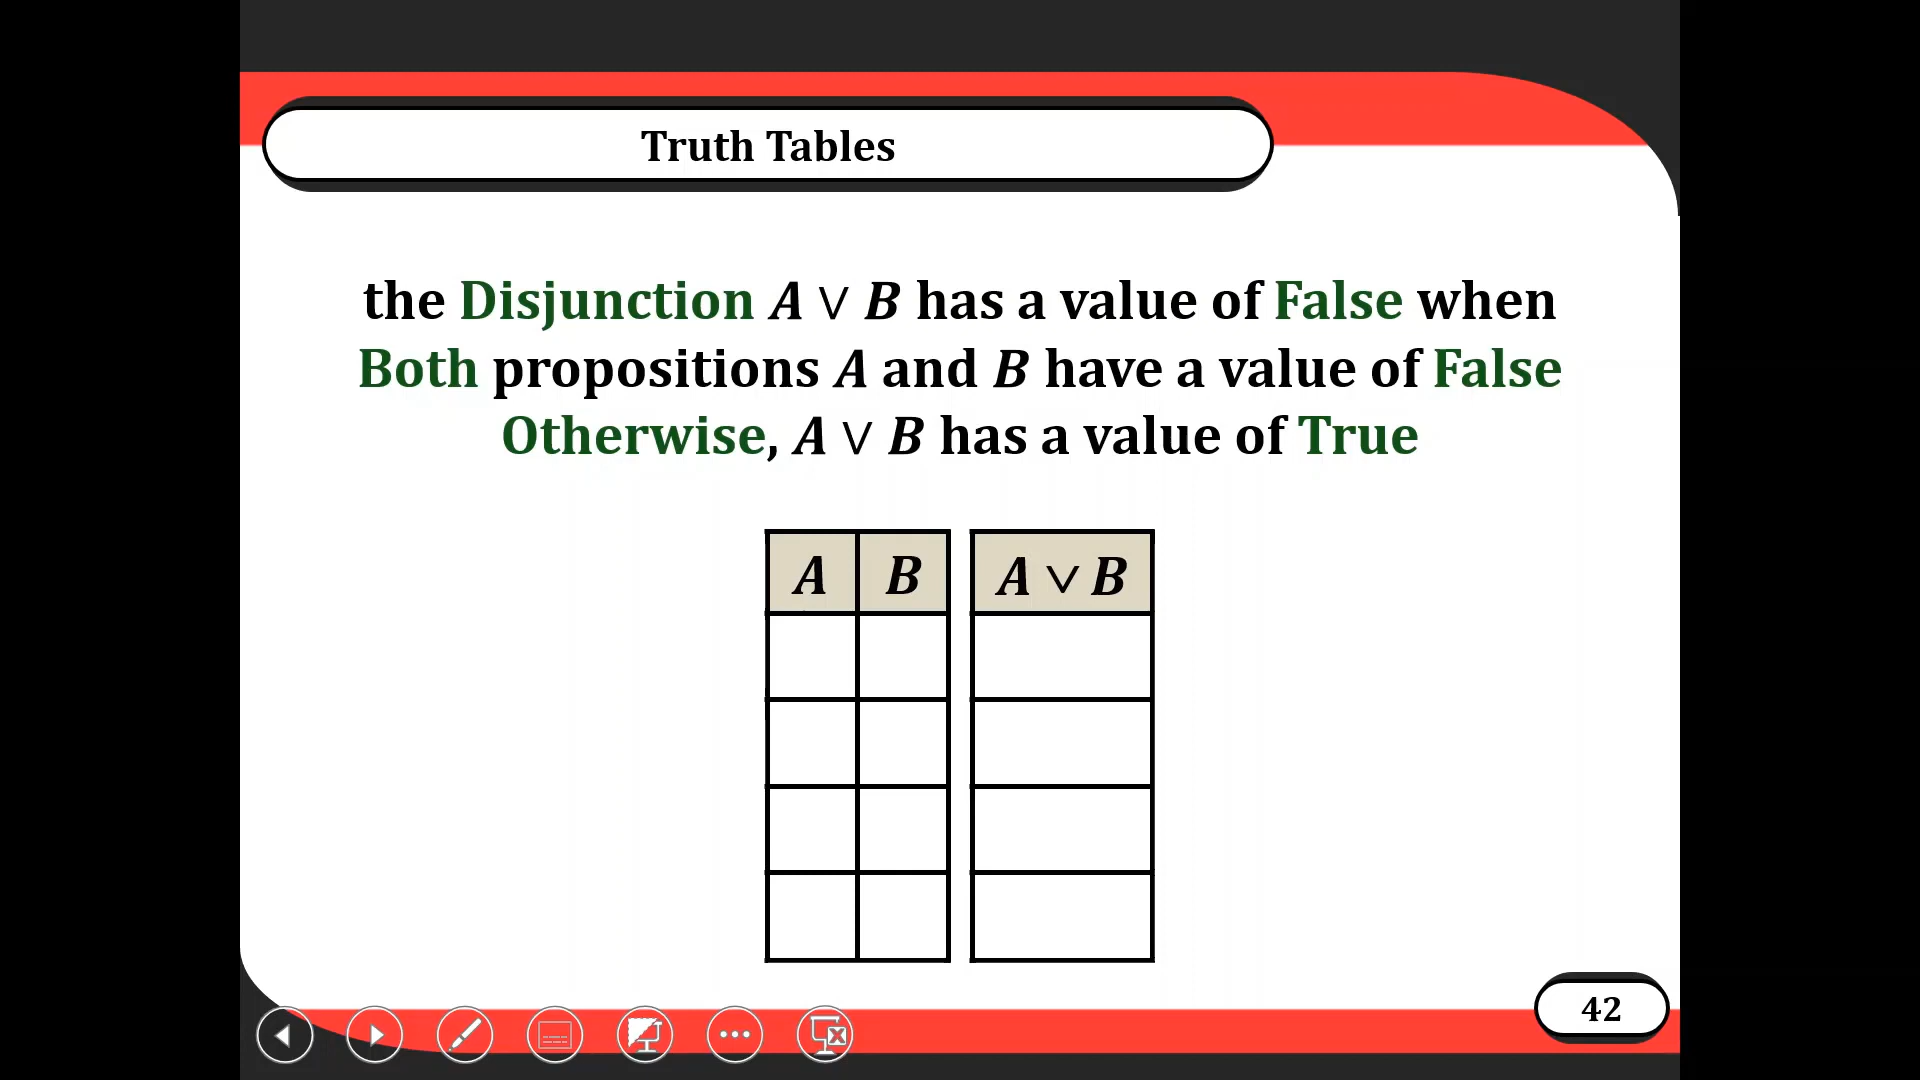 Truth Tables
the Disjunction A ∨ B has a value of False when
Both propositions A and B have a value of False
Otherwise, A ∨ B has a value of True
A B A ∨ B
42